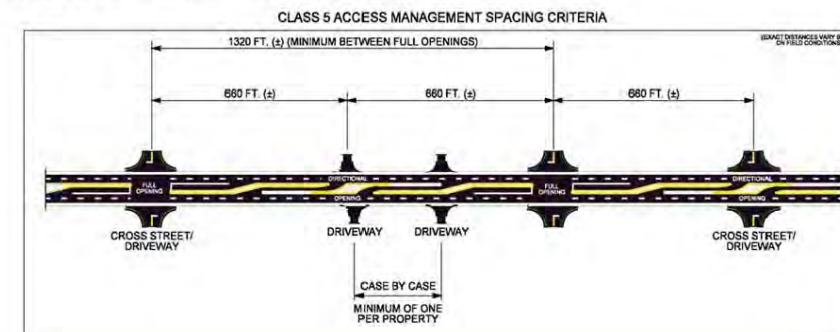 CLASS 5 ACCESS MANAGEMENT SPACING CRITERIA
(EXACT DISTANCES VARY B
ON FIELD CONDITIONS
1320 FT. (±) (MINIMUM BETWEEN FULL OPENINGS)
660 FT. (±)
660 FT. (±)
660 FT. (±)
FULL
OPENING
DIRECTIONAL
OPENING
FULL
OPENING
DIRECTIONAL
OPENING
CROSS STREET/
DRIVEWAY
DRIVEWAY
DRIVEWAY
CROSS STREET/
DRIVEWAY
CASE BY CASE
MINIMUM OF ONE
PER PROPERTY